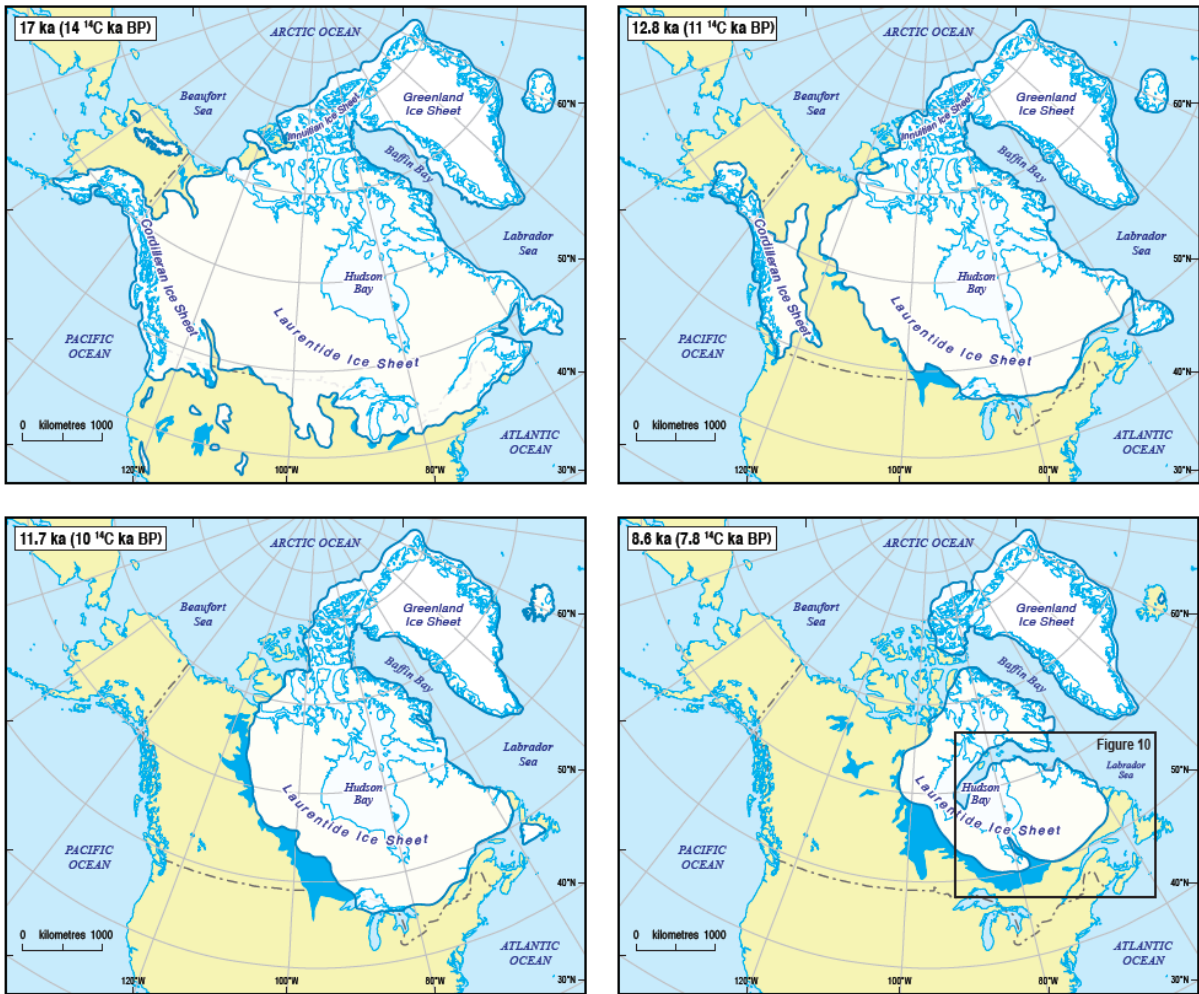 17 ka (14 ¹⁴C ka BP)
ARCTIC OCEAN
Beaufort
Sea
Innuitian Ice Sheet
Greenland
Ice Sheet
Baffin Bay
60°N
Labrador
Sea
50°N
Cordilleran Ice Sheet
Hudson
Bay
Laurentide Ice Sheet
PACIFIC
OCEAN
40°N
0 kilometres 1000
ATLANTIC
OCEAN
30°N
120°W
100°W
80°W
12.8 ka (11 ¹⁴C ka BP)
ARCTIC OCEAN
Beaufort
Sea
Innuitian Ice Sheet
Greenland
Ice Sheet
Baffin Bay
60°N
Labrador
Sea
50°N
Cordilleran Ice Sheet
Hudson
Bay
Laurentide Ice Sheet
PACIFIC
OCEAN
40°N
0 kilometres 1000
ATLANTIC
OCEAN
30°N
120°W
100°W
80°W
11.7 ka (10 ¹⁴C ka BP)
ARCTIC OCEAN
Beaufort
Sea
Greenland
Ice Sheet
Baffin Bay
60°N
Labrador
Sea
50°N
Hudson
Bay
Laurentide Ice Sheet
PACIFIC
OCEAN
40°N
0 kilometres 1000
ATLANTIC
OCEAN
30°N
120°W
100°W
80°W
8.6 ka (7.8 ¹⁴C ka BP)
ARCTIC OCEAN
Beaufort
Sea
Greenland
Ice Sheet
Baffin Bay
60°N
Figure 10
Labrador
Sea
50°N
Hudson
Bay
Laurentide Ice Sheet
PACIFIC
OCEAN
40°N
0 kilometres 1000
ATLANTIC
OCEAN
30°N
120°W
100°W
80°W